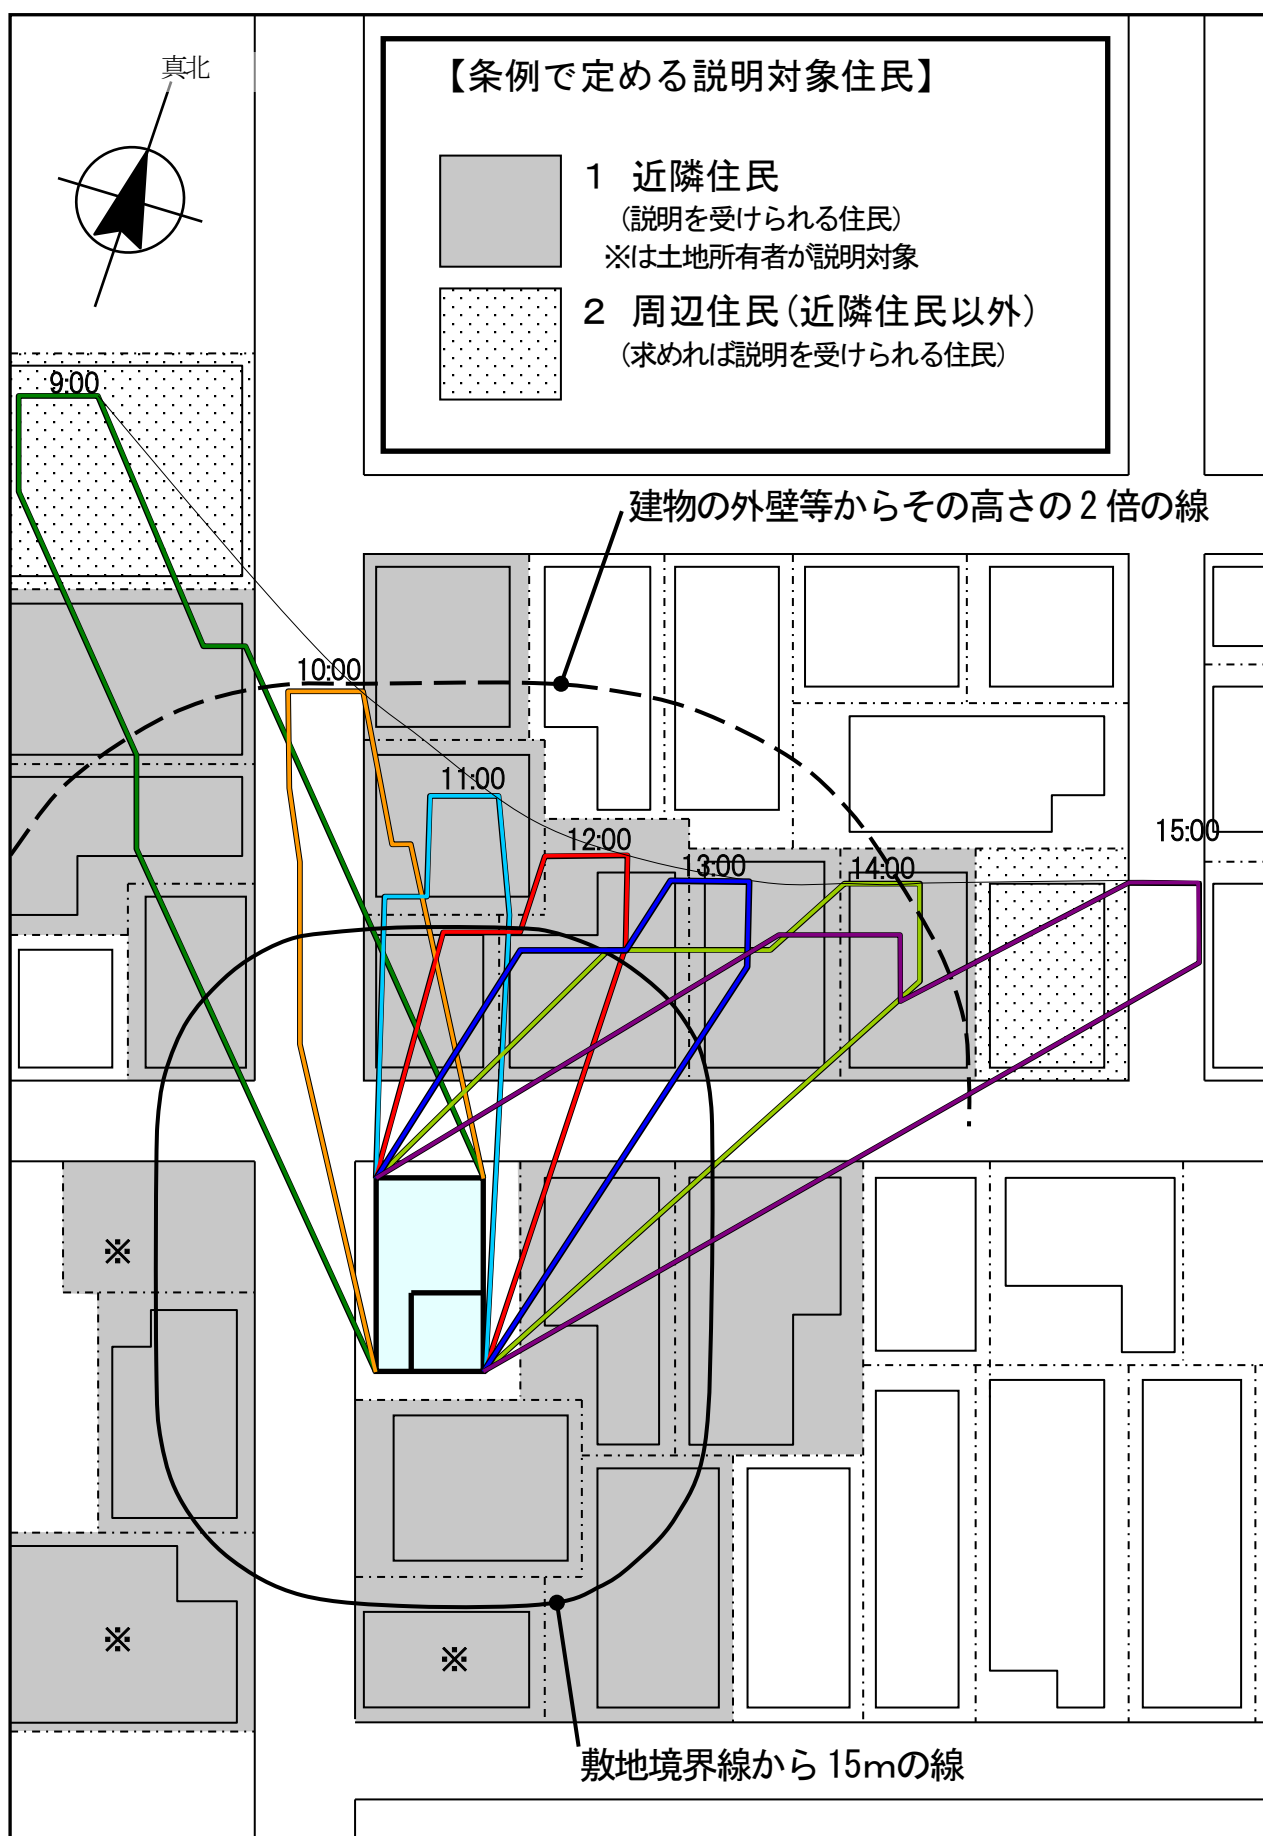 真北
【条例で定める説明対象住民】
1 近隣住民
(説明を受けられる住民)
※は土地所有者が説明対象
2 周辺住民(近隣住民以外)
(求めれば説明を受けられる住民)
9:00
建物の外壁等からその高さの2倍の線
10:00
11:00
12:00
13:00
14:00
15:00
※
※
※
敷地境界線から15mの線